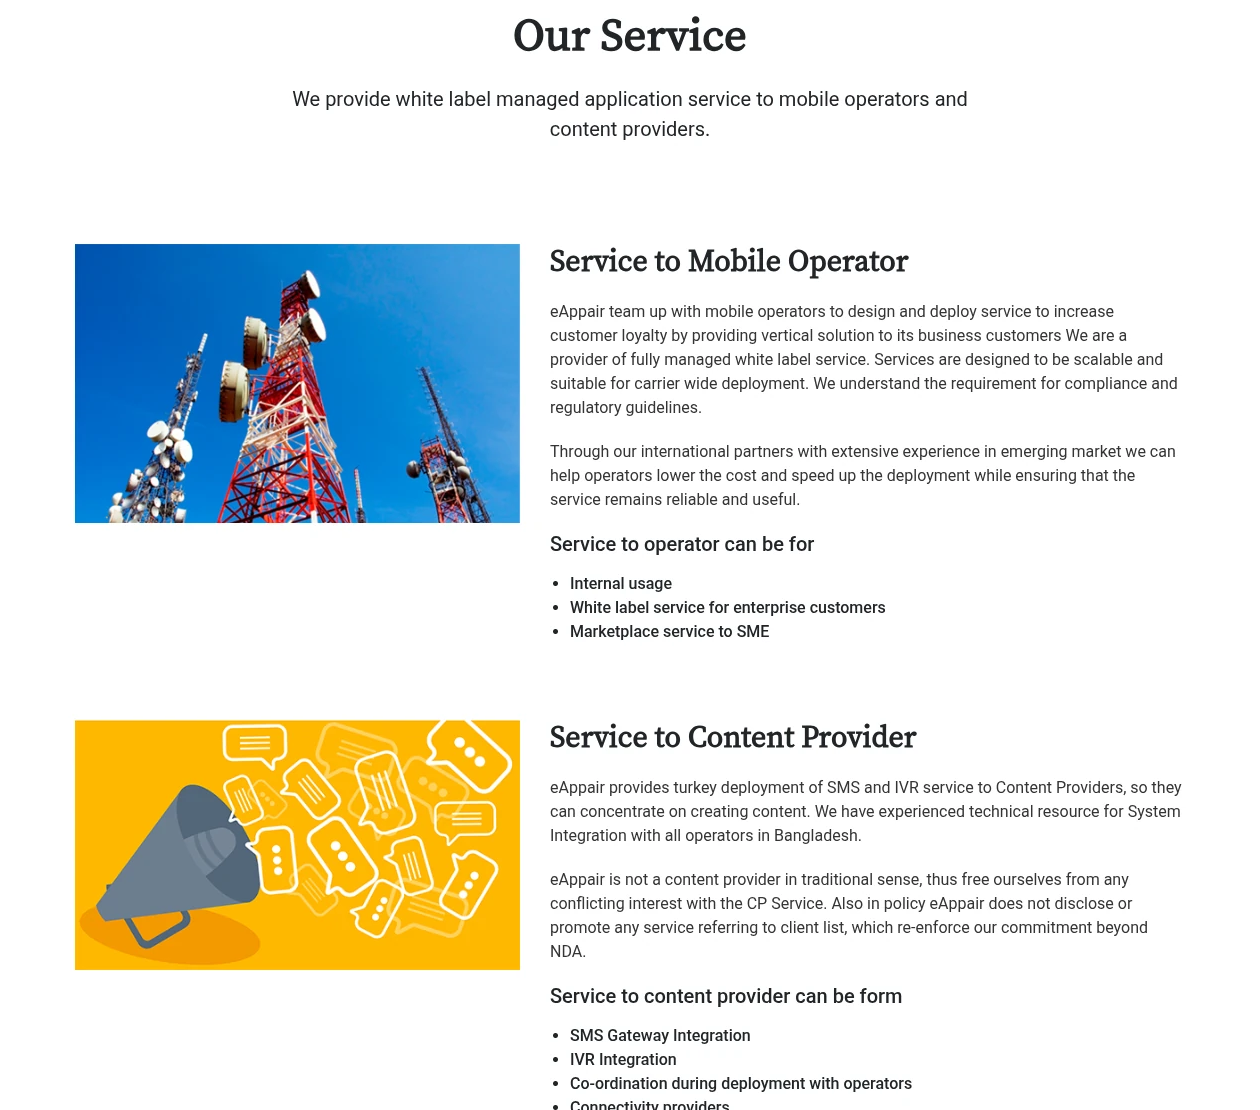 Our Service
We provide white label managed application service to mobile operators and
content providers.
Service to Mobile Operator
eAppair team up with mobile operators to design and deploy service to increase
customer loyalty by providing vertical solution to its business customers We are a
provider of fully managed white label service. Services are designed to be scalable and
suitable for carrier wide deployment. We understand the requirement for compliance and
regulatory guidelines.
Through our international partners with extensive experience in emerging market we can
help operators lower the cost and speed up the deployment while ensuring that the
service remains reliable and useful.
Service to operator can be for
• Internal usage
• White label service for enterprise customers
• Marketplace service to SME
Service to Content Provider
eAppair provides turkey deployment of SMS and IVR service to Content Providers, so they
can concentrate on creating content. We have experienced technical resource for System
Integration with all operators in Bangladesh.
eAppair is not a content provider in traditional sense, thus free ourselves from any
conflicting interest with the CP Service. Also in policy eAppair does not disclose or
promote any service referring to client list, which re-enforce our commitment beyond
NDA.
Service to content provider can be form
• SMS Gateway Integration
• IVR Integration
• Co-ordination during deployment with operators
• Connectivity providers